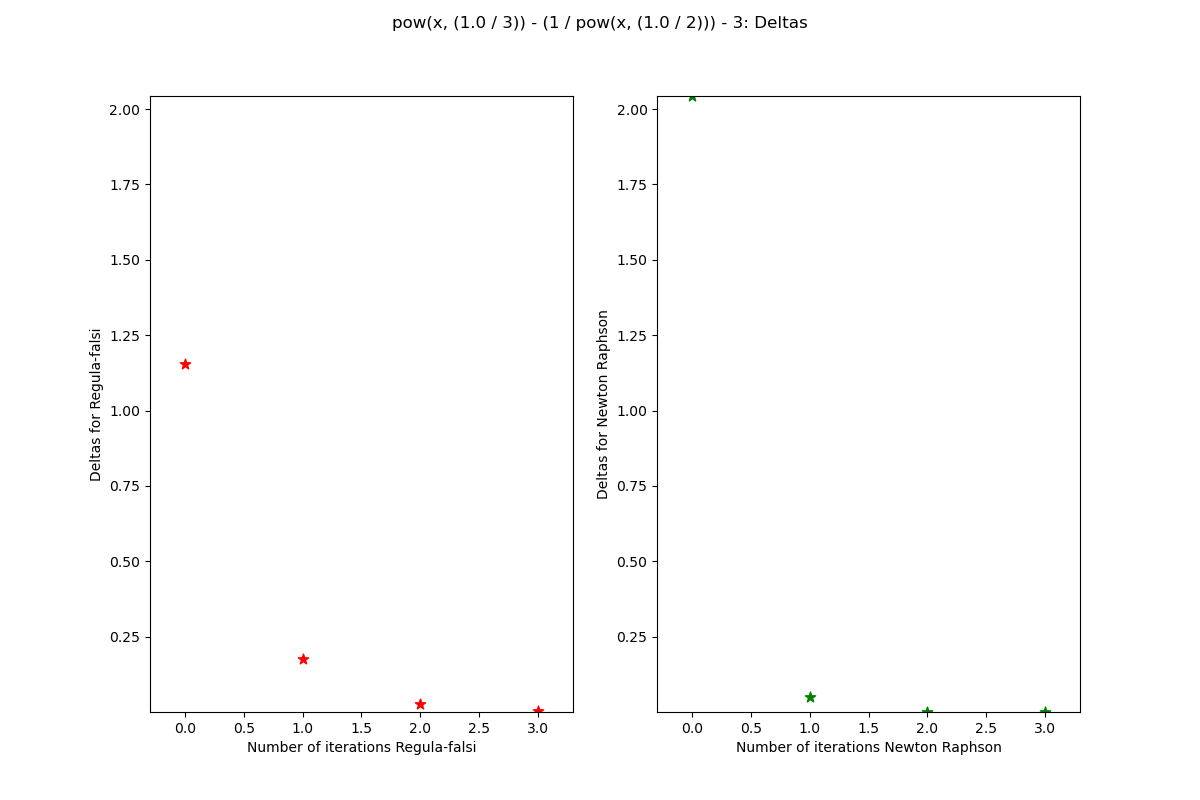 pow(x, (1.0 / 3)) - (1 / pow(x, (1.0 / 2))) - 3: Deltas
2.00
1.75
1.50
1.25
1.00
0.75
0.50
0.25
Deltas for Regula-falsi
0.0 0.5 1.0 1.5 2.0 2.5 3.0
Number of iterations Regula-falsi
2.00
1.75
1.50
1.25
1.00
0.75
0.50
0.25
Deltas for Newton Raphson
0.0 0.5 1.0 1.5 2.0 2.5 3.0
Number of iterations Newton Raphson